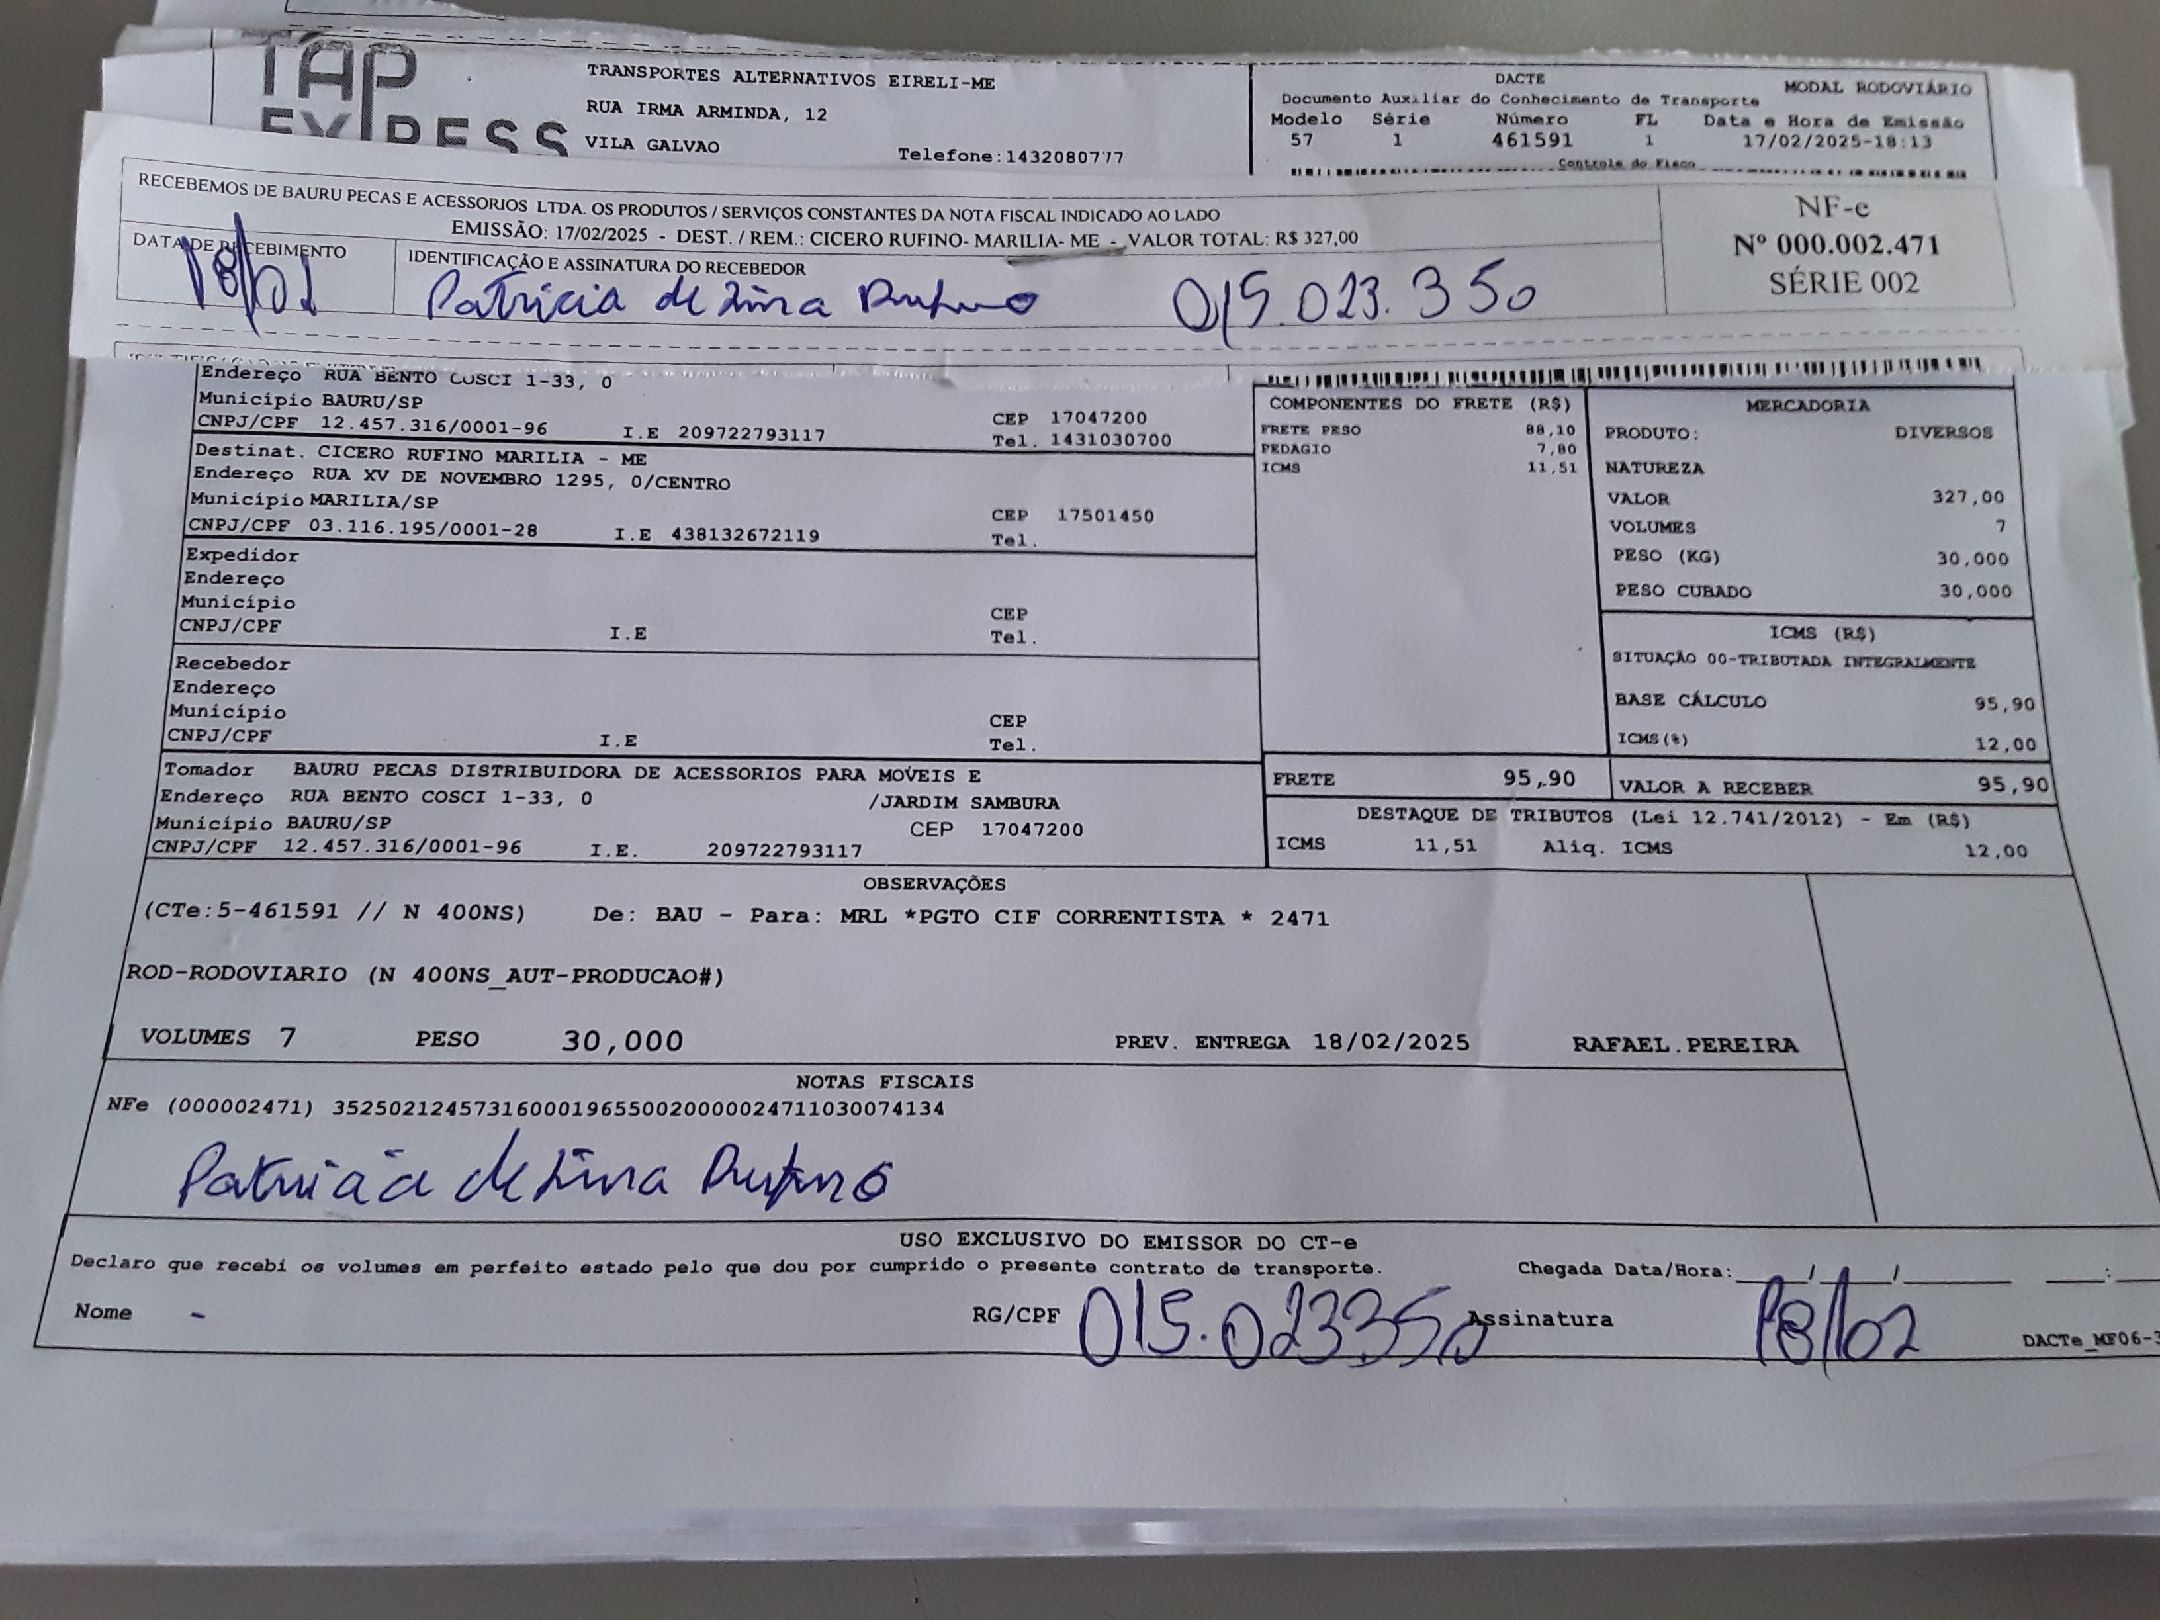 TAP
EXPRESS
TRANSPORTES ALTERNATIVOS EIRELI-ME
RUA IRMA ARMINDA, 12
VILA GALVAO
Telefone:1432080777
DACTE
MODAL RODOVIÁRIO
Documento Auxiliar do Conhecimento de Transporte
Modelo Série Número FL Data e Hora de Emissão
57 1 461591 1 17/02/2025-18:13
Controle do Fisco
RECEBEMOS DE BAURU PECAS E ACESSORIOS LTDA. OS PRODUTOS / SERVIÇOS CONSTANTES DA NOTA FISCAL INDICADO AO LADO
EMISSÃO: 17/02/2025 - DEST. / REM.: CICERO RUFINO- MARILIA- ME - VALOR TOTAL: R$ 327,00
DATA DE RECEBIMENTO
IDENTIFICAÇÃO E ASSINATURA DO RECEBEDOR
Patricia de Lima Rufino 015.023.350
NF-e
Nº 000.002.471
SÉRIE 002
Endereço RUA BENTO COSCI 1-33, 0
Município BAURU/SP
CEP 17047200
CNPJ/CPF 12.457.316/0001-96 I.E 209722793117 Tel. 1431030700
Destinat. CICERO RUFINO MARILIA - ME
Endereço RUA XV DE NOVEMBRO 1295, 0/CENTRO
Município MARILIA/SP CEP 17501450
CNPJ/CPF 03.116.195/0001-28 I.E 438132672119 Tel.
Expedidor
Endereço
Município CEP
CNPJ/CPF I.E Tel.
Recebedor
Endereço
Município CEP
CNPJ/CPF I.E Tel.
Tomador BAURU PECAS DISTRIBUIDORA DE ACESSORIOS PARA MOVEIS E
Endereço RUA BENTO COSCI 1-33, 0 /JARDIM SAMBURA
Município BAURU/SP CEP 17047200
CNPJ/CPF 12.457.316/0001-96 I.E. 209722793117
COMPONENTES DO FRETE (R$)
FRETE PESO 88,10
PEDAGIO 7,80
ICMS 11,51
MERCADORIA
PRODUTO: DIVERSOS
NATUREZA
VALOR 327,00
VOLUMES 7
PESO (KG) 30,000
PESO CUBADO 30,000
ICMS (R$)
SITUAÇÃO 00-TRIBUTADA INTEGRALMENTE
BASE CÁLCULO 95,90
ICMS(%) 12,00
FRETE 95,90 VALOR A RECEBER 95,90
DESTAQUE DE TRIBUTOS (Lei 12.741/2012) - Em (R$)
ICMS 11,51 Aliq. ICMS 12,00
OBSERVAÇÕES
(CTe:5-461591 // N 400NS) De: BAU - Para: MRL *PGTO CIF CORRENTISTA * 2471
ROD-RODOVIARIO (N 400NS_AUT-PRODUCAO#)
VOLUMES 7 PESO 30,000 PREV. ENTREGA 18/02/2025 RAFAEL.PEREIRA
NOTAS FISCAIS
NFe (000002471) 35250212457316000196550020000024711030074134
Patricia de Lima Rufino
USO EXCLUSIVO DO EMISSOR DO CT-e
Declaro que recebi os volumes em perfeito estado pelo que dou por cumprido o presente contrato de transporte. Chegada Data/Hora:____/____/____ ___:__
Nome - RG/CPF 015.023350 Assinatura 18/02